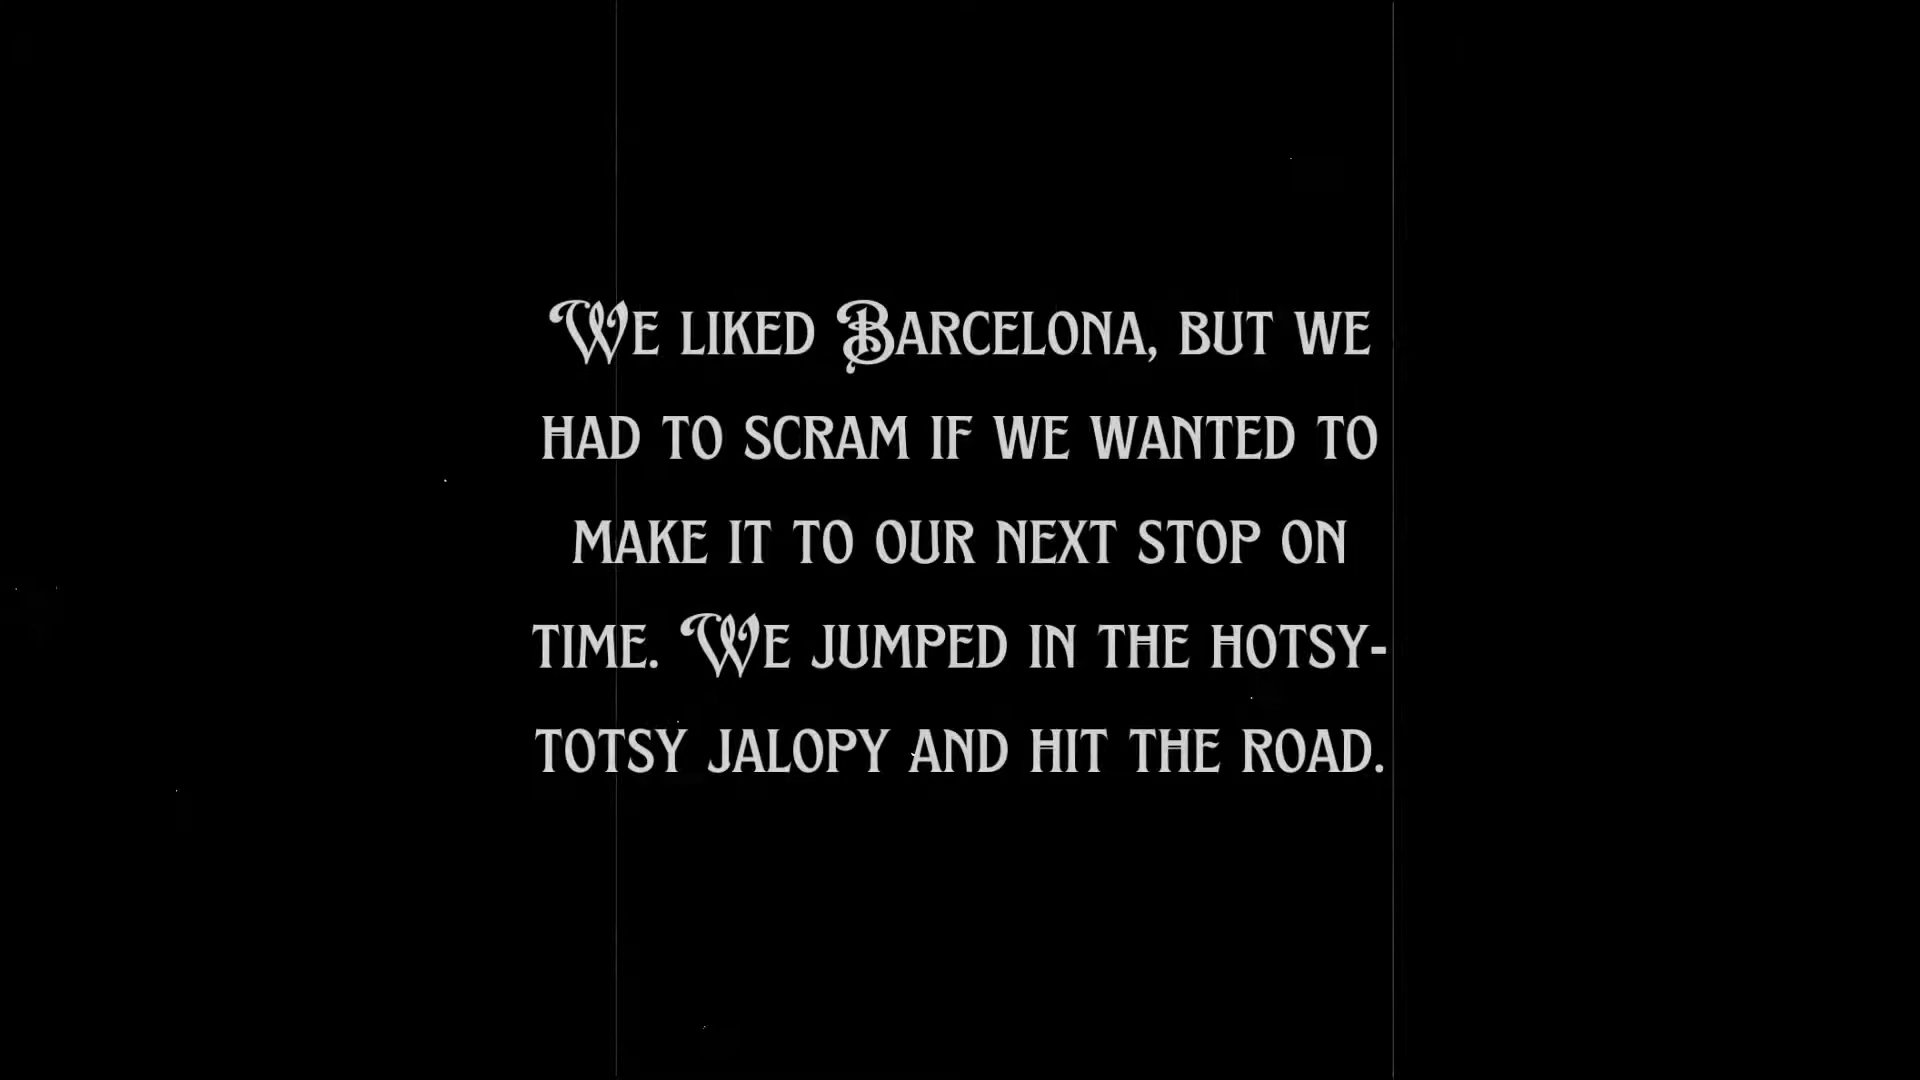 We liked Barcelona, but we
had to scram if we wanted to
make it to our next stop on
time. We jumped in the hotsy-
totsy jalopy and hit the road.